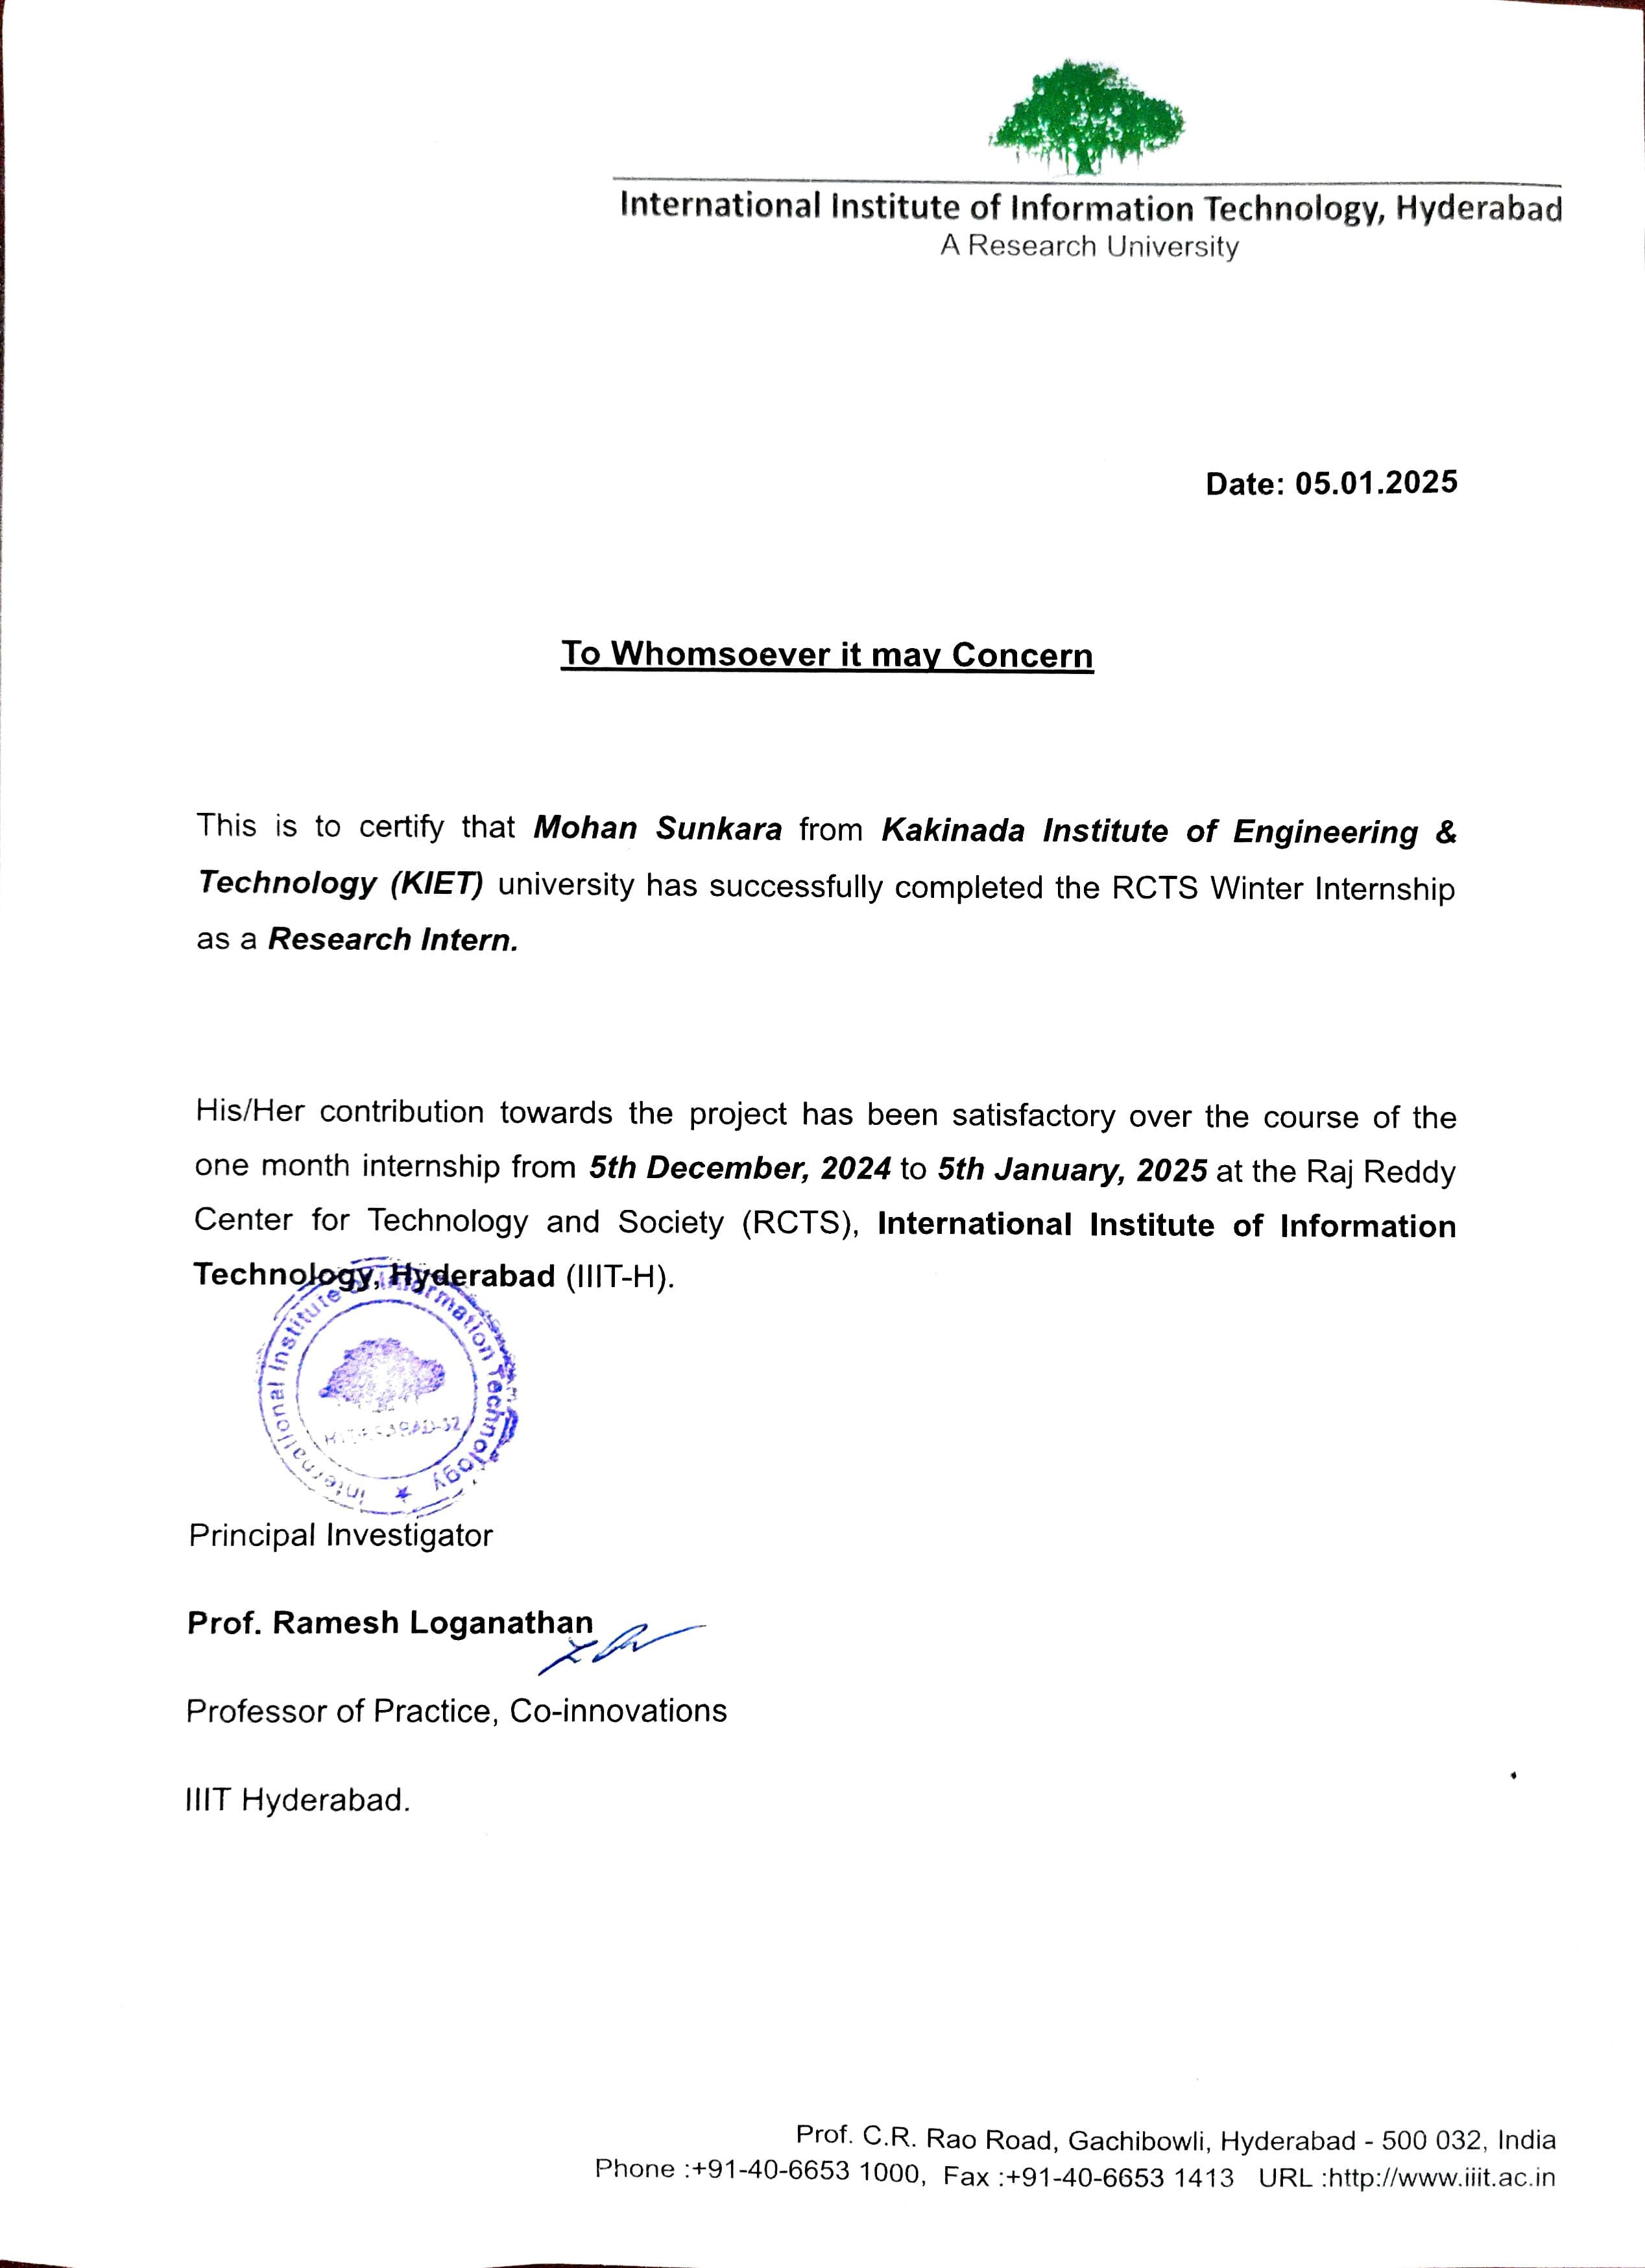 International Institute of Information Technology, Hyderabad
A Research University
Date: 05.01.2025
To Whomsoever it may Concern
This is to certify that Mohan Sunkara from Kakinada Institute of Engineering &
Technology (KIET) university has successfully completed the RCTS Winter Internship
as a Research Intern.
His/Her contribution towards the project has been satisfactory over the course of the
one month internship from 5th December, 2024 to 5th January, 2025 at the Raj Reddy
Center for Technology and Society (RCTS), International Institute of Information
Technology, Hyderabad (IIIT-H).
International Institute of Information Technology ★
HYDERABAD-32
Principal Investigator
Prof. Ramesh Loganathan
Professor of Practice, Co-innovations
IIIT Hyderabad.
Prof. C.R. Rao Road, Gachibowli, Hyderabad - 500 032, India
Phone :+91-40-6653 1000, Fax :+91-40-6653 1413 URL :http://www.iiit.ac.in